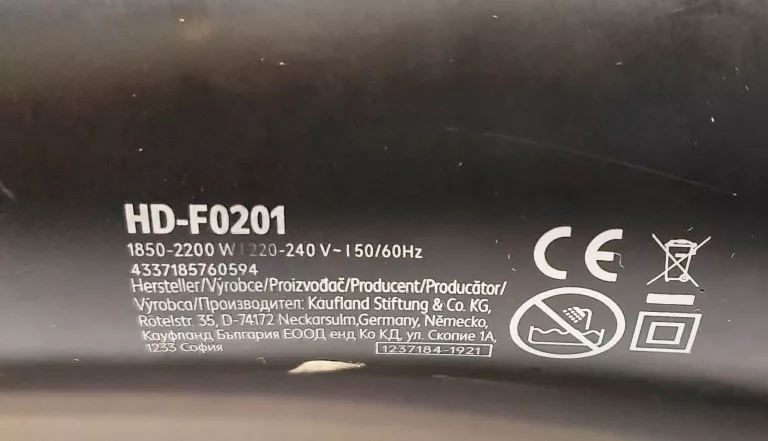 HD-F0201
1850-2200 W | 220-240 V~ | 50/60Hz
4337185760594
Hersteller/Výrobce/Proizvođač/Producent/Producător/
Výrobca/Производител: Kaufland Stiftung & Co. KG,
Rötelstr. 35, D-74172 Neckarsulm,Germany, Německo,
Кауфланд България ЕООД енд Ко КД, ул. Скопие 1А,
1233 София
1237184-1921
CE